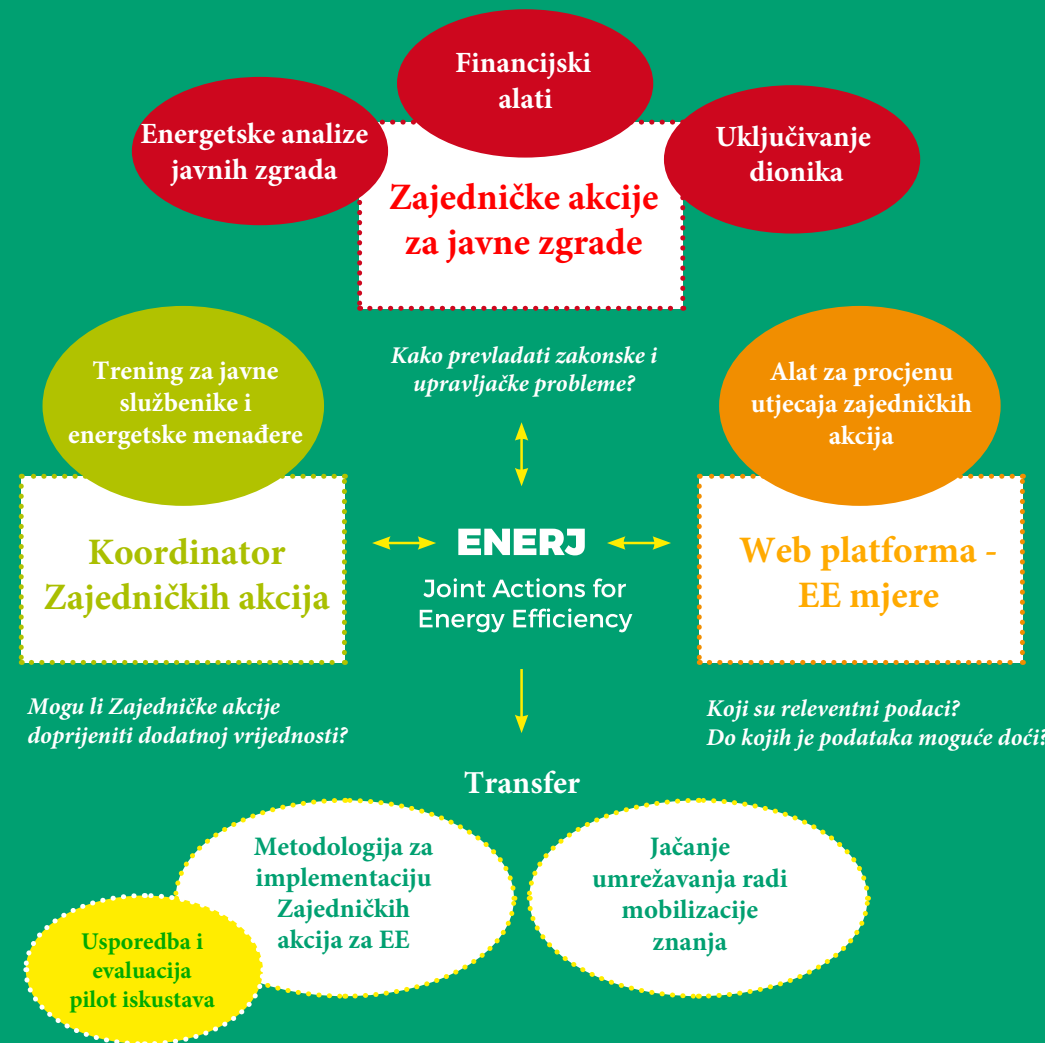 Financijski
alati
Energetske analize
javnih zgrada
Uključivanje
dionika
Zajedničke akcije
za javne zgrade
Kako prevladati zakonske i
upravljačke probleme?
Trening za javne
službenike i
energetske menađere
Alat za procjenu
utjecaja zajedničkih
akcija
Koordinator
Zajedničkih akcija
ENERJ
Joint Actions for
Energy Efficiency
Web platforma -
EE mjere
Mogu li Zajedničke akcije
doprijeniti dodatnoj vrijednosti?
Koji su releventni podaci?
Do kojih je podataka moguće doći?
Transfer
Metodologija za
implementaciju
Zajedničkih
akcija za EE
Jačanje
umrežavanja radi
mobilizacije
znanja
Usporedba i
evaluacija
pilot iskustava